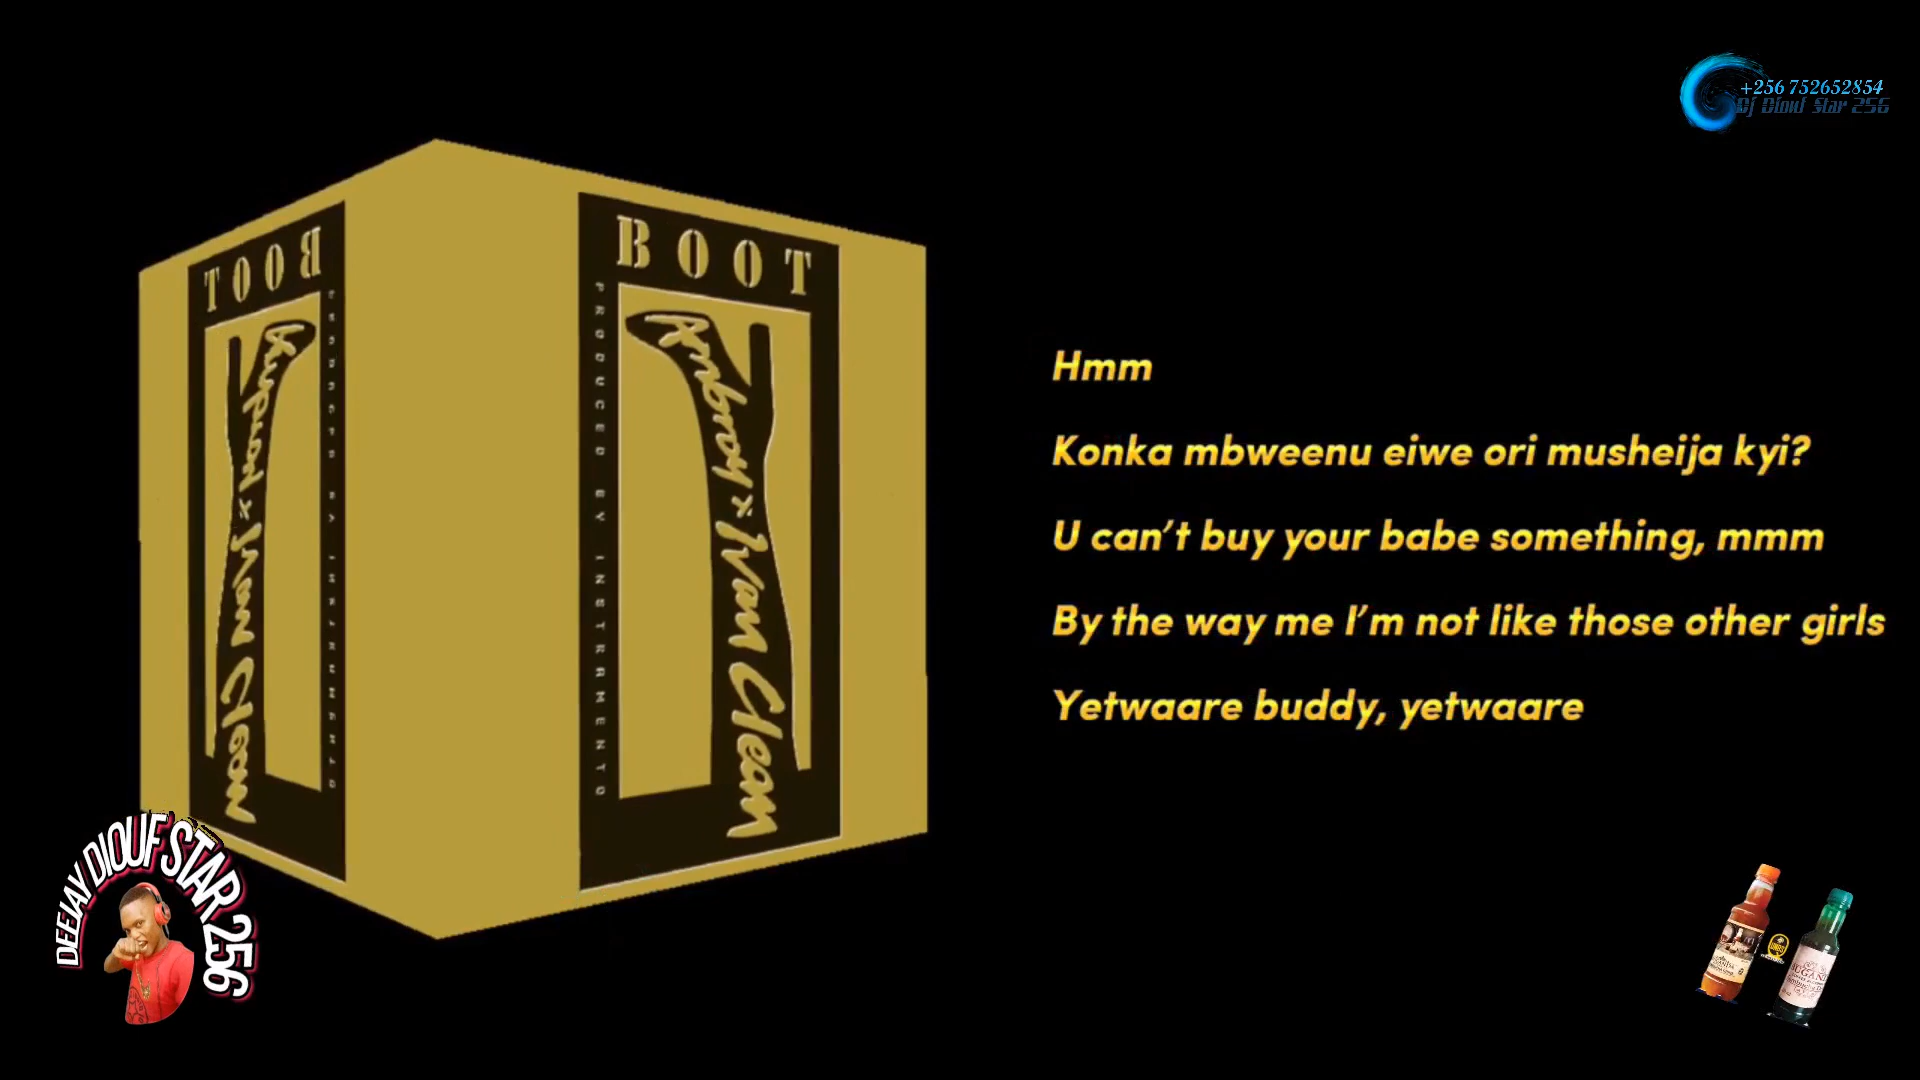 +256 752652854
Dj Diouf Star 256
BOOT
BOOT
PRODUCED BY INSTRAMENTO
Ambroy x Ivan Clean
Hmm
Konka mbweenu eiwe ori musheija kyi?
U can't buy your babe something, mmm
By the way me I'm not like those other girls
Yetwaare buddy, yetwaare
DEEJAY DIOUF STAR 256